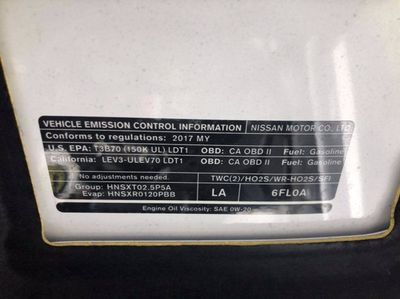 VEHICLE EMISSION CONTROL INFORMATION NISSAN MOTOR CO., LTD
Conforms to regulations: 2017 MY
U.S. EPA: T3B70 (150K UL) LDT1 OBD: CA OBD II Fuel: Gasoline
California: LEV3-ULEV70 LDT1 OBD: CA OBD II Fuel: Gasoline
No adjustments needed. TWC(2)/HO2S/WR-HO2S/SFI
Group: HNSXT02.5P5A LA 6FL0A
Evap: HNSXR0120PBB
Engine Oil Viscosity: SAE 0W-20